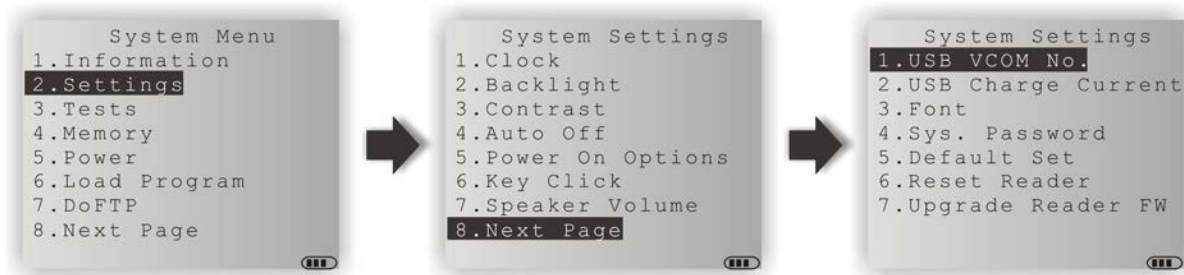 System Menu
1.Information
2.Settings
3.Tests
4.Memory
5.Power
6.Load Program
7.DoFTP
8.Next Page
System Settings
1.Clock
2.Backlight
3.Contrast
4.Auto Off
5.Power On Options
6.Key Click
7.Speaker Volume
8.Next Page
System Settings
1.USB VCOM No.
2.USB Charge Current
3.Font
4.Sys. Password
5.Default Set
6.Reset Reader
7.Upgrade Reader FW